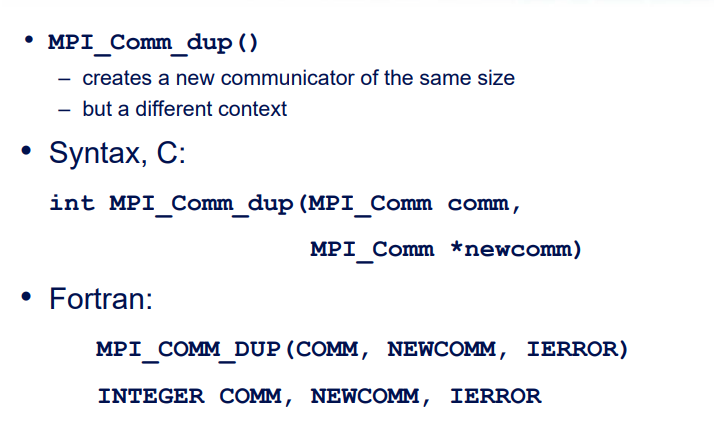 • MPI_Comm_dup()
– creates a new communicator of the same size
– but a different context
• Syntax, C:
int MPI_Comm_dup(MPI_Comm comm,
MPI_Comm *newcomm)
• Fortran:
MPI_COMM_DUP(COMM, NEWCOMM, IERROR)
INTEGER COMM, NEWCOMM, IERROR